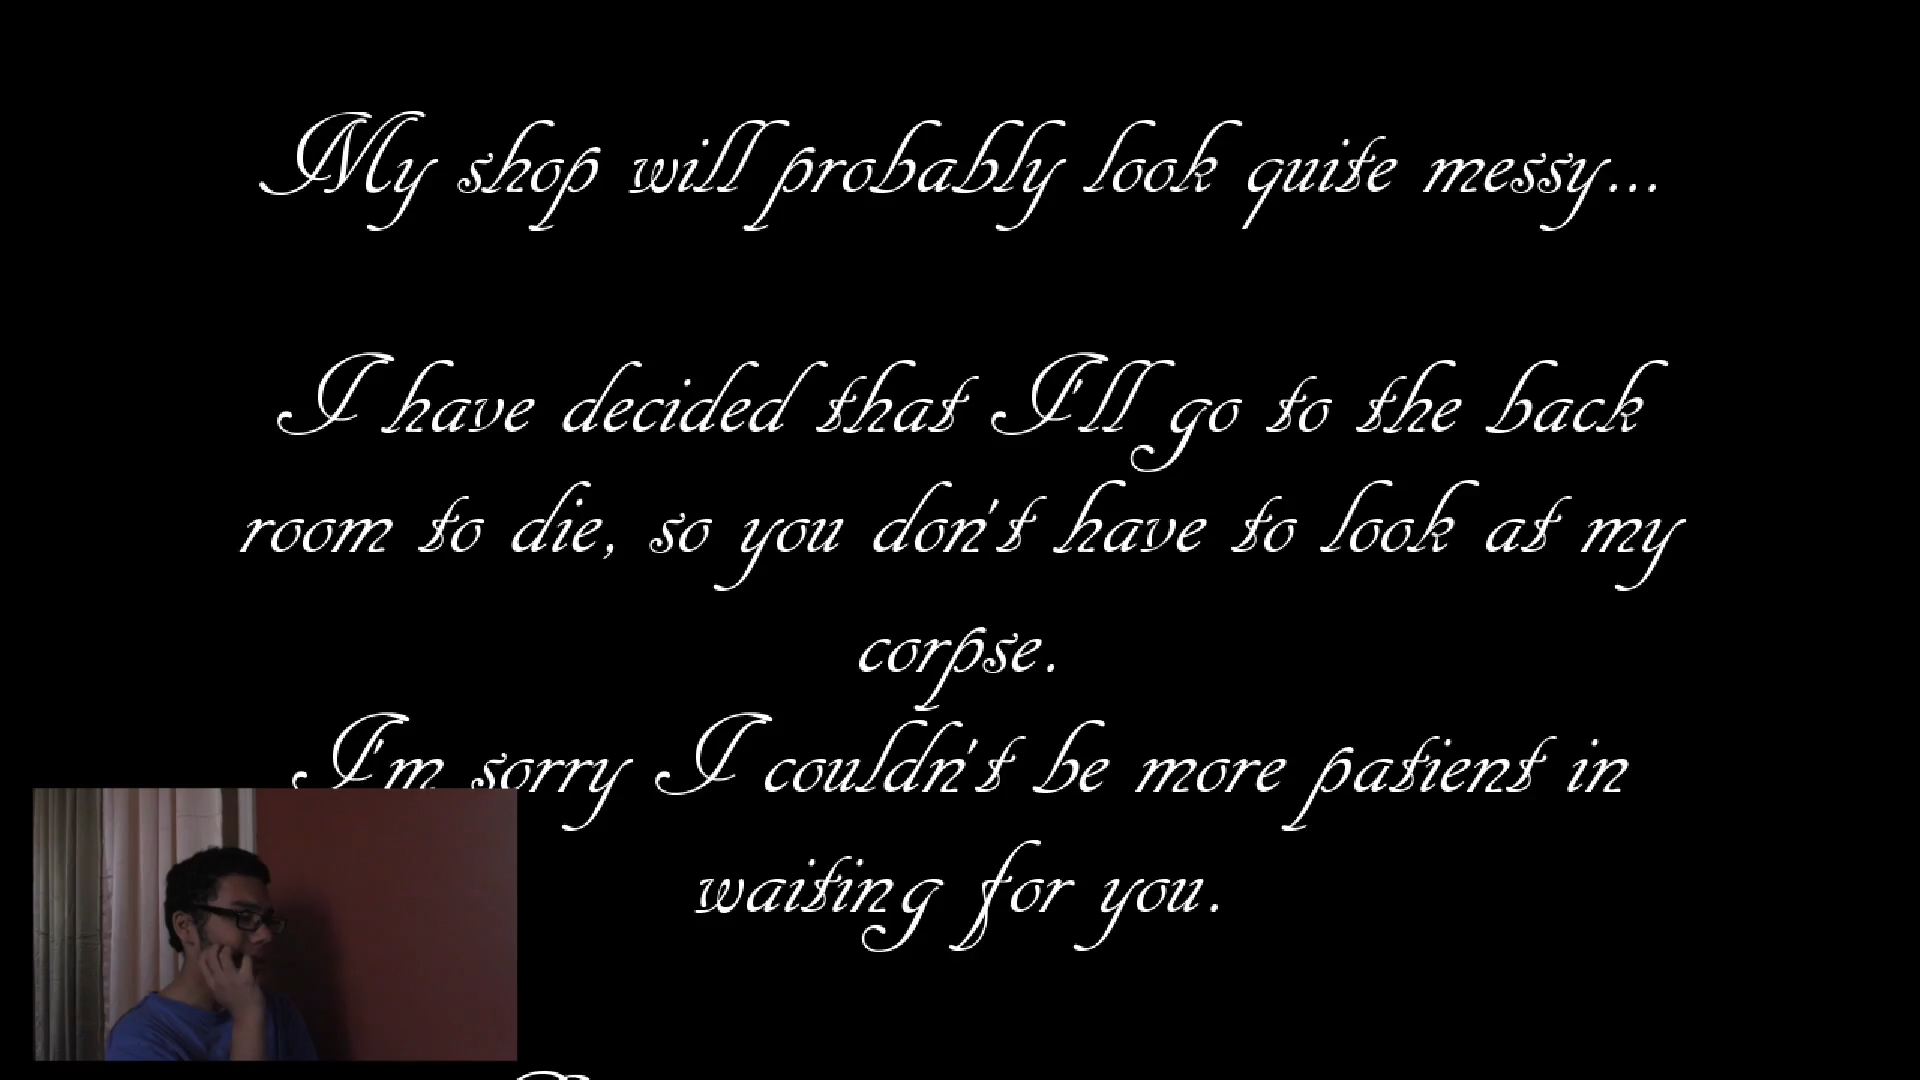 My shop will probably look quite messy...
I have decided that I'll go to the back
room to die, so you don't have to look at my
corpse.
I'm sorry I couldn't be more patient in
waiting for you.